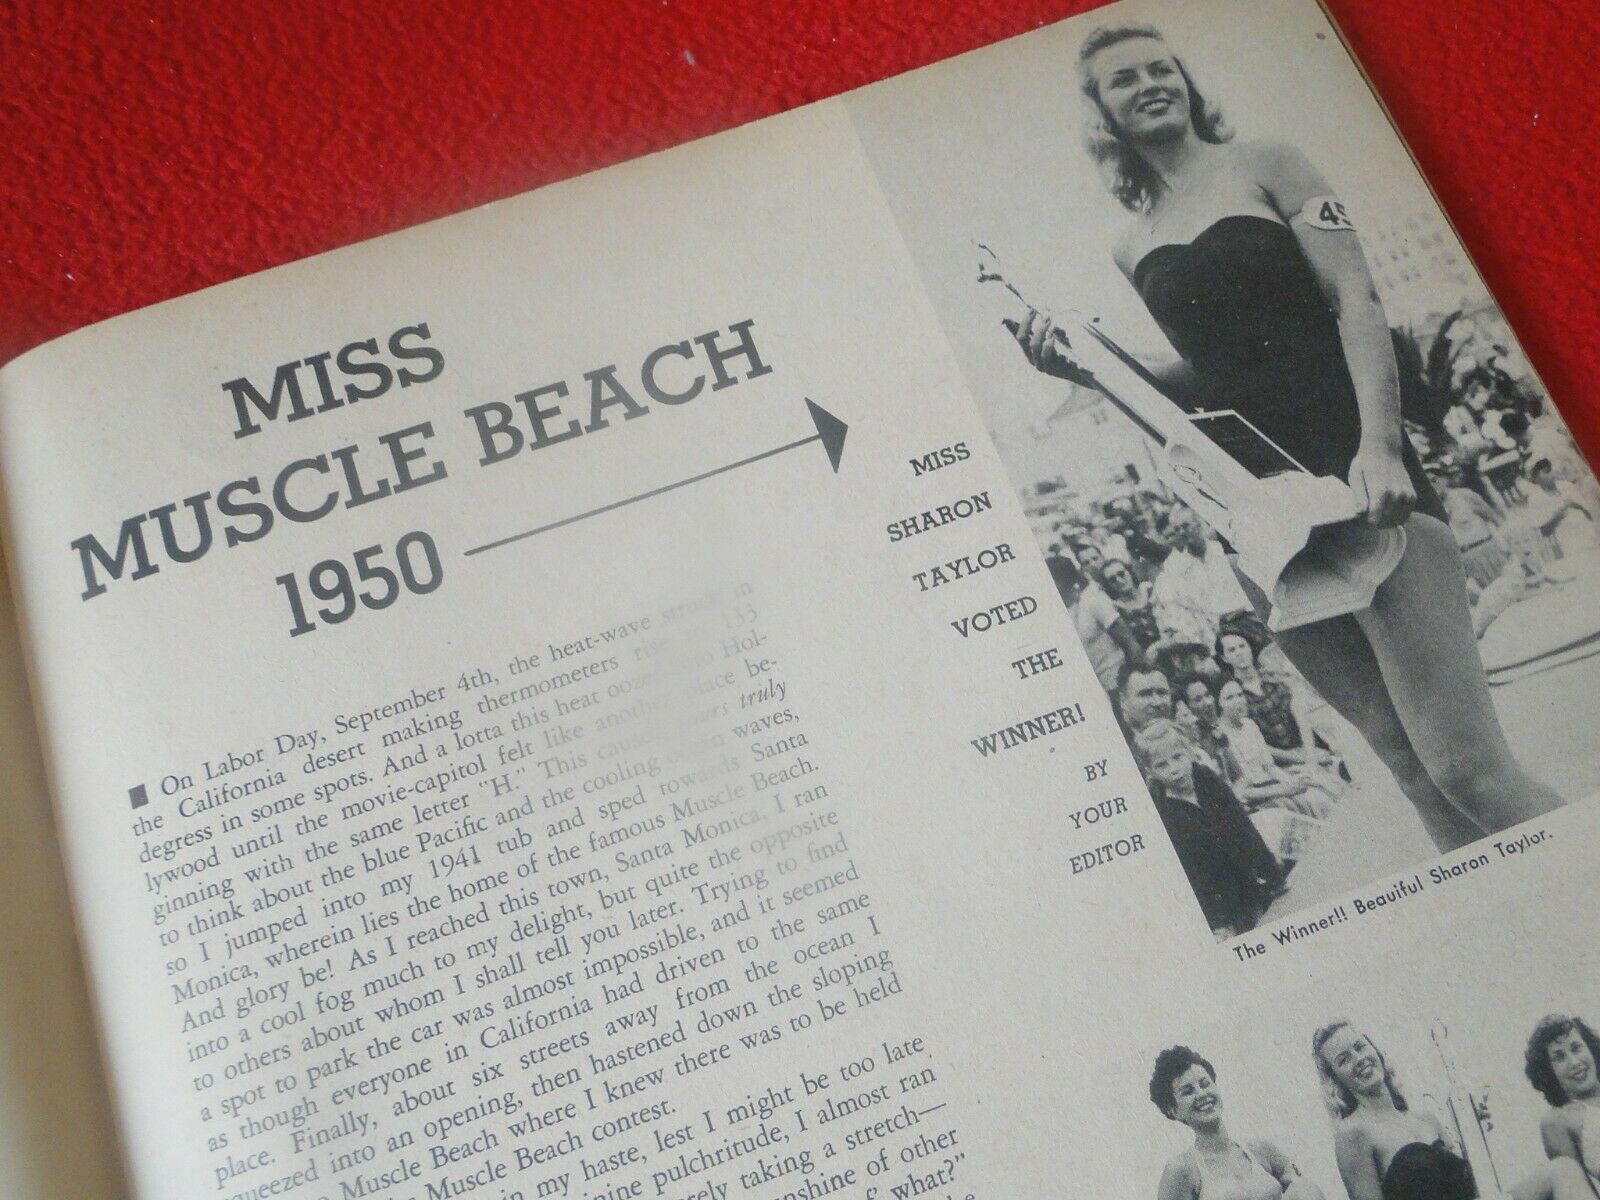 MISS
MUSCLE BEACH
1950
MISS
SHARON
TAYLOR
VOTED
THE
WINNER!
BY
YOUR
EDITOR
■ On Labor Day, September 4th, the heat-wave in
the California desert making thermometers 133
degress in some spots. And a lotta this heat Hol-
lywood until the movie-capitol felt like another place be-
ginning with the same letter "H." This truly
to think about the blue Pacific and the cooling waves,
so I jumped into my 1941 tub and sped towards Santa
Monica, wherein lies the home of the famous Muscle Beach.
And glory be! As I reached this town, Santa Monica, I ran
into a cool fog much to my delight, but quite the opposite
to others about whom I shall tell you later. Trying to find
a spot to park the car was almost impossible, and it seemed
as though everyone in California had driven to the same
place. Finally, about six streets away from the ocean I
squeezed into an opening, then hastened down the sloping
Muscle Beach where I knew there was to be held
Muscle Beach contest.
in my haste, lest I might be too late
pulchritude, I almost ran
taking a stretch—
of other
what?"
45
The Winner!! Beauiful Sharon Taylor.